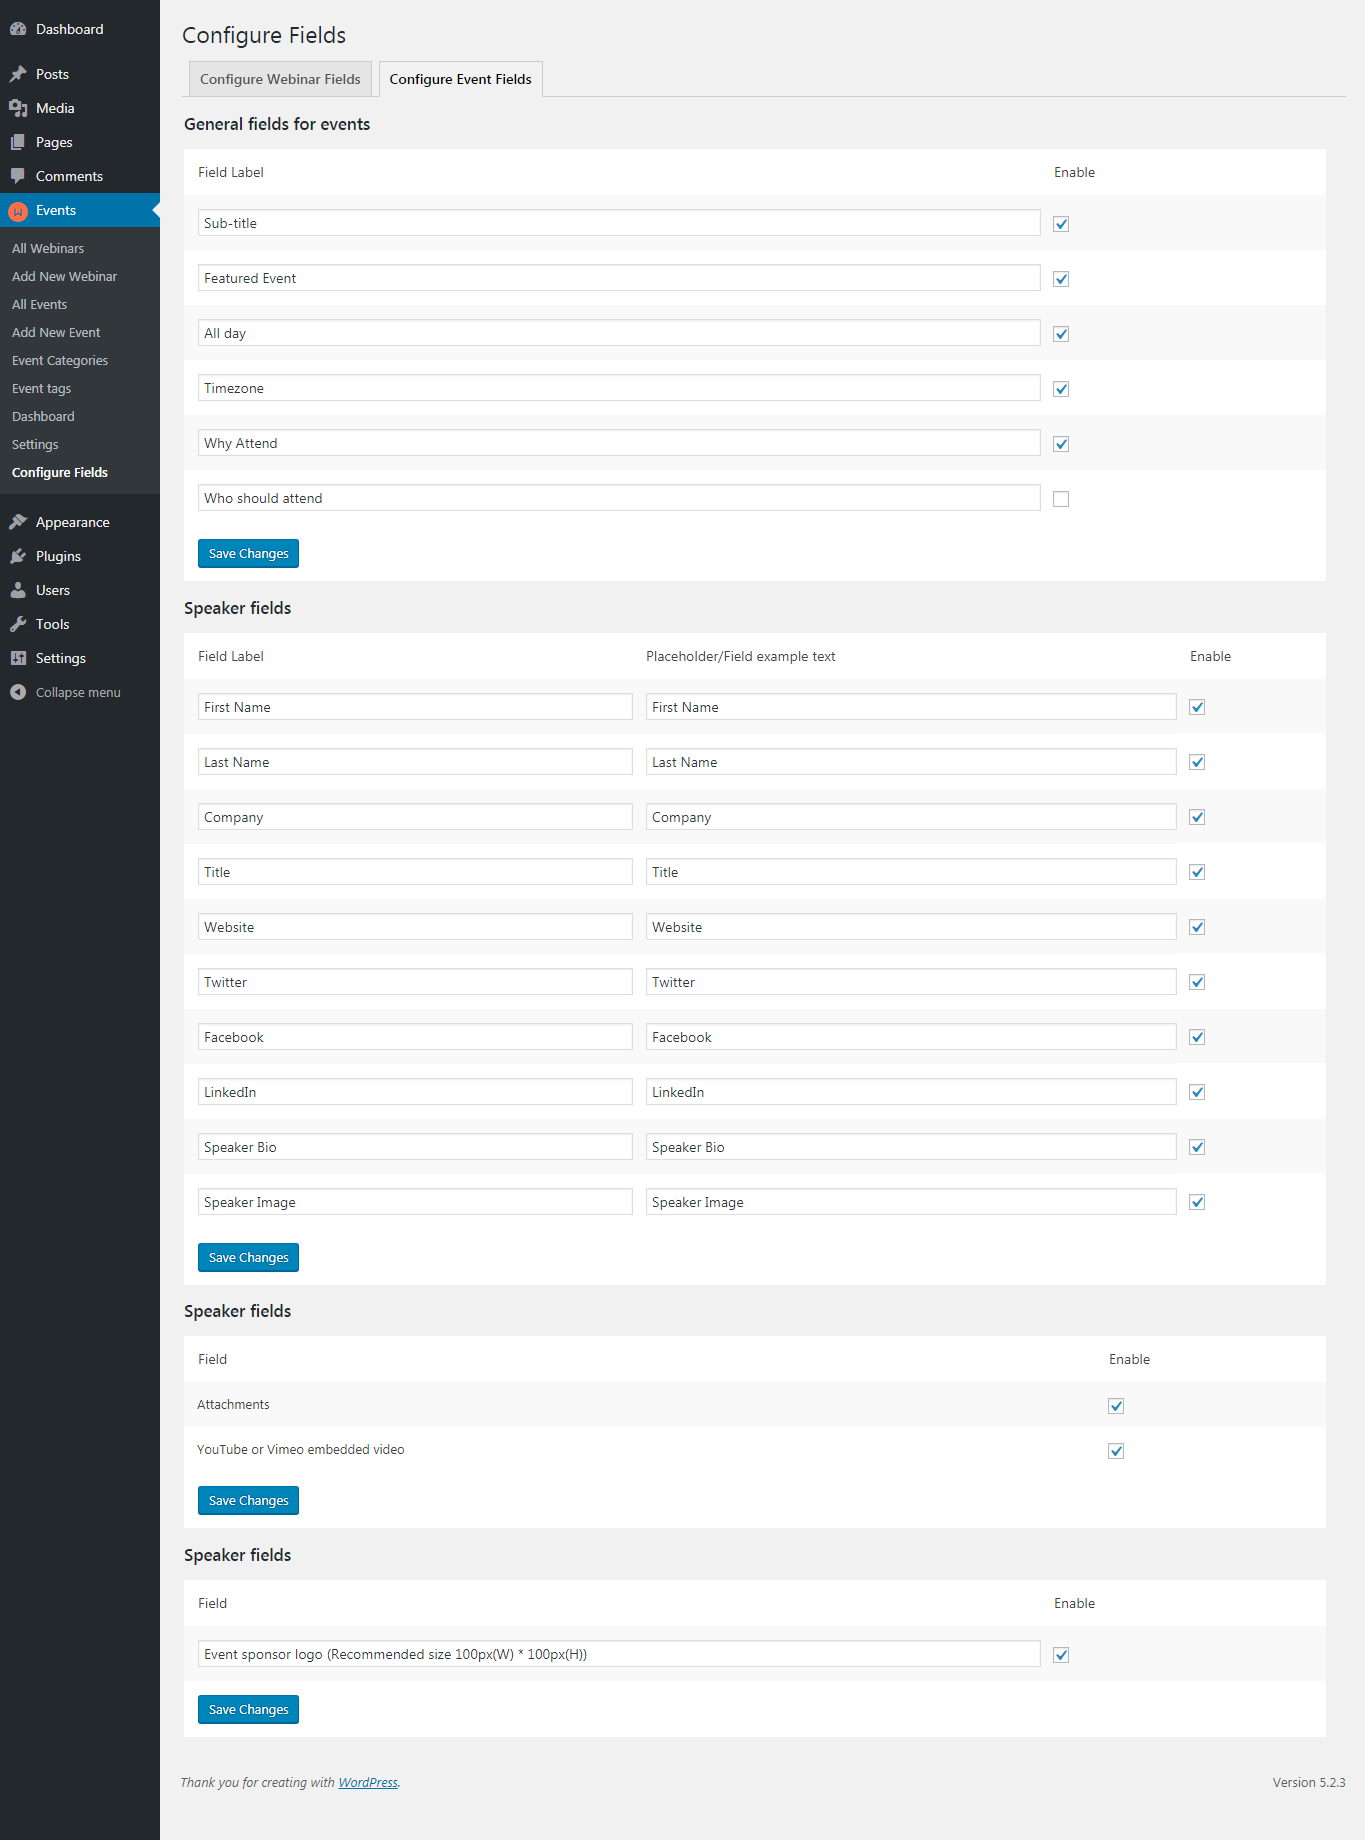 Dashboard
Posts
Media
Pages
Comments
Events
All Webinars
Add New Webinar
All Events
Add New Event
Event Categories
Event tags
Dashboard
Settings
Configure Fields
Appearance
Plugins
Users
Tools
Settings
Collapse menu
Configure Fields
Configure Webinar Fields
Configure Event Fields
General fields for events
Field Label Enable
Sub-title
Featured Event
All day
Timezone
Why Attend
Who should attend
Save Changes
Speaker fields
Field Label Placeholder/Field example text Enable
First Name First Name
Last Name Last Name
Company Company
Title Title
Website Website
Twitter Twitter
Facebook Facebook
LinkedIn LinkedIn
Speaker Bio Speaker Bio
Speaker Image Speaker Image
Save Changes
Speaker fields
Field Enable
Attachments
YouTube or Vimeo embedded video
Save Changes
Speaker fields
Field Enable
Event sponsor logo (Recommended size 100px(W) * 100px(H))
Save Changes
Thank you for creating with WordPress. Version 5.2.3